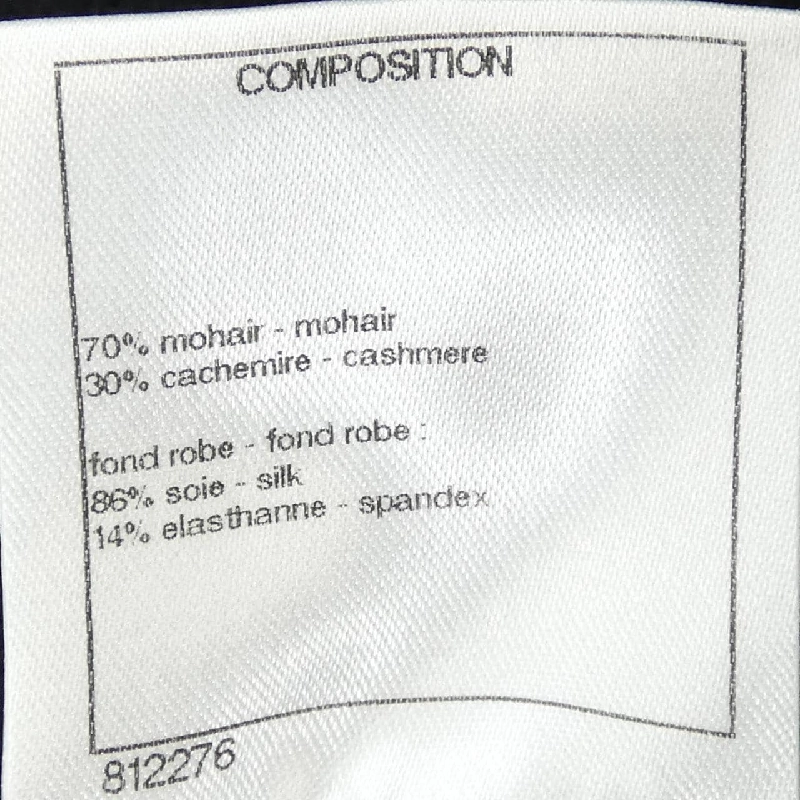 COMPOSITION
70% mohair - mohair
30% cachemire - cashmere
fond robe - fond robe :
86% soie - silk
14% elasthanne - spandex
812276